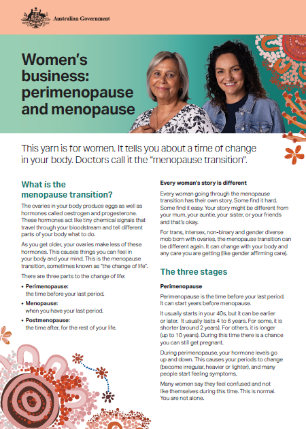 Australian Government
Women's
business:
perimenopause
and menopause
This yarn is for women. It tells you about a time of change
in your body. Doctors call it the "menopause transition".
What is the
menopause transition?
The ovaries in your body produce eggs as well as
hormones called oestrogen and progesterone.
These hormones act like tiny chemical signals that
travel through your bloodstream and tell different
parts of your body what to do.
As you get older, your ovaries make less of these
hormones. This causes things you can feel in
your body and your mind. This is the menopause
transition, sometimes known as "the change of life".
There are three parts to the change of life:
• Perimenopause:
the time before your last period.
• Menopause:
when you have your last period.
• Postmenopause:
the time after, for the rest of your life.
Every woman's story is different
Every woman going through the menopause
transition has their own story. Some find it hard.
Some find it easy. Your story might be different from
your mum, your auntie, your sister, or your friends
and that's okay.
For trans, intersex, non-binary and gender diverse
mob born with ovaries, the menopause transition can
be different again. It can change with your body and
any care you are getting (like gender affirming care).
The three stages
Perimenopause
Perimenopause is the time before your last period.
It can start years before menopause.
It usually starts in your 40s, but it can be earlier
or later. It usually lasts 4 to 6 years. For some, it is
shorter (around 2 years). For others, it is longer
(up to 10 years). During this time there is a chance
you can still get pregnant.
During perimenopause, your hormone levels
go up and down. This causes your periods to change
(become irregular, heavier or lighter), and many
people start feeling symptoms.
Many women say they feel confused and not
like themselves during this time. This is normal.
You are not alone.